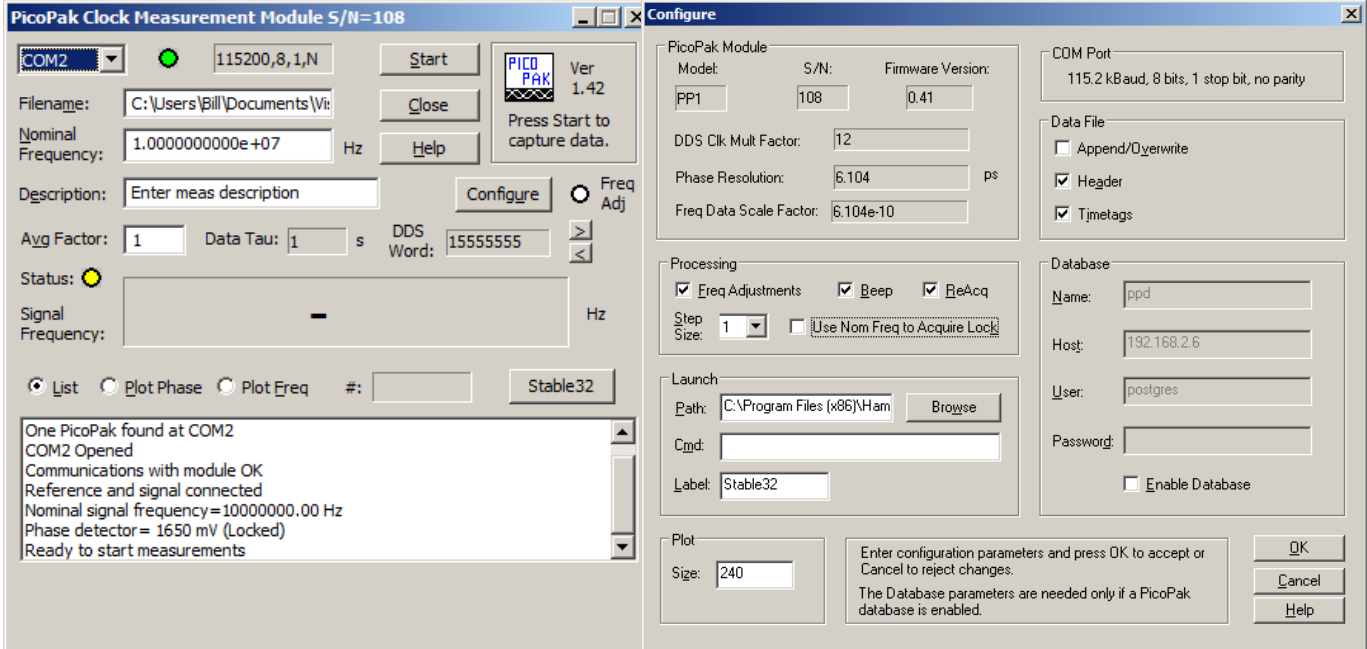 PicoPak Clock Measurement Module S/N=108
COM2
115200,8,1,N
Start
PICO
PAK
Ver
1.42
Press Start to
capture data.
Filename:
C:\Users\Bill\Documents\Vi
Close
Nominal
Frequency:
1.0000000000e+07
Hz
Help
Description:
Enter meas description
Configure
Freq
Adj
Avg Factor:
1
Data Tau:
1
s
DDS
Word:
15555555
>
<
Status:
Signal
Frequency:
-
Hz
List
Plot Phase
Plot Freq
#:
Stable32
One PicoPak found at COM2
COM2 Opened
Communications with module OK
Reference and signal connected
Nominal signal frequency=10000000.00 Hz
Phase detector= 1650 mV (Locked)
Ready to start measurements
Configure
PicoPak Module
Model:
S/N:
Firmware Version:
PP1
108
0.41
DDS Clk Mult Factor:
12
Phase Resolution:
6.104
ps
Freq Data Scale Factor:
6.104e-10
Processing
Freq Adjustments
Beep
ReAcq
Step
Size:
1
Use Nom Freq to Acquire Lock
Launch
Path:
C:\Program Files (x86)\Ham
Browse
Cmd:
Label:
Stable32
Plot
Size:
240
COM Port
115.2 kBaud, 8 bits, 1 stop bit, no parity
Data File
Append/Overwrite
Header
Timetags
Database
Name:
ppd
Host:
192.168.2.6
User:
postgres
Password:
Enable Database
Enter configuration parameters and press OK to accept or
Cancel to reject changes.
The Database parameters are needed only if a PicoPak
database is enabled.
OK
Cancel
Help